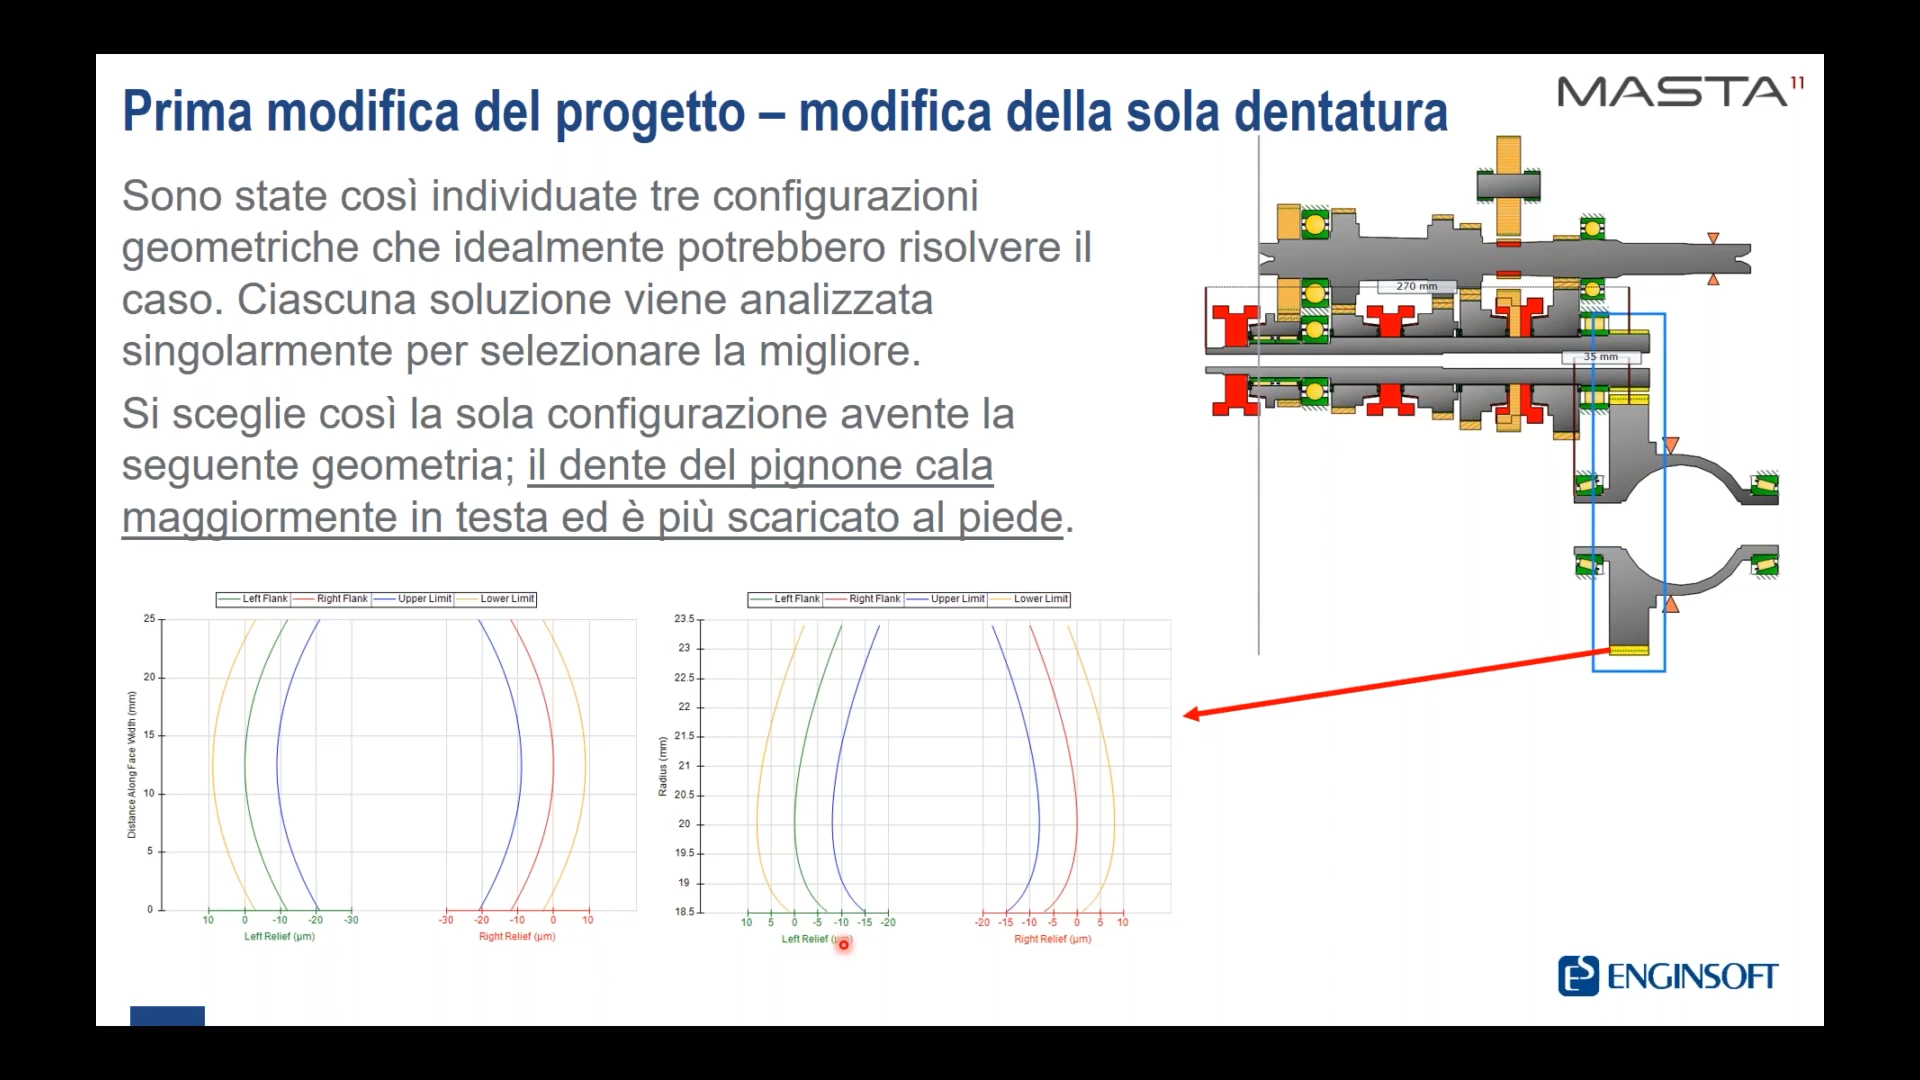 Prima modifica del progetto – modifica della sola dentatura
MASTA 11
Sono state così individuate tre configurazioni
geometriche che idealmente potrebbero risolvere il
caso. Ciascuna soluzione viene analizzata
singolarmente per selezionare la migliore.
Si sceglie così la sola configurazione avente la
seguente geometria; il dente del pignone cala
maggiormente in testa ed è più scaricato al piede.
270 mm
35 mm
Left Flank Right Flank Upper Limit Lower Limit
25
20
15
10
5
0
Distance Along Face Width (mm)
10 0 -10 -20 -30 -30 -20 -10 0 10
Left Relief (µm) Right Relief (µm)
Left Flank Right Flank Upper Limit Lower Limit
23.5
23
22.5
22
21.5
21
20.5
20
19.5
19
18.5
Radius (mm)
10 5 0 -5 -10 -15 -20 -20 -15 -10 -5 0 5 10
Left Relief (µm) Right Relief (µm)
ENGINSOFT